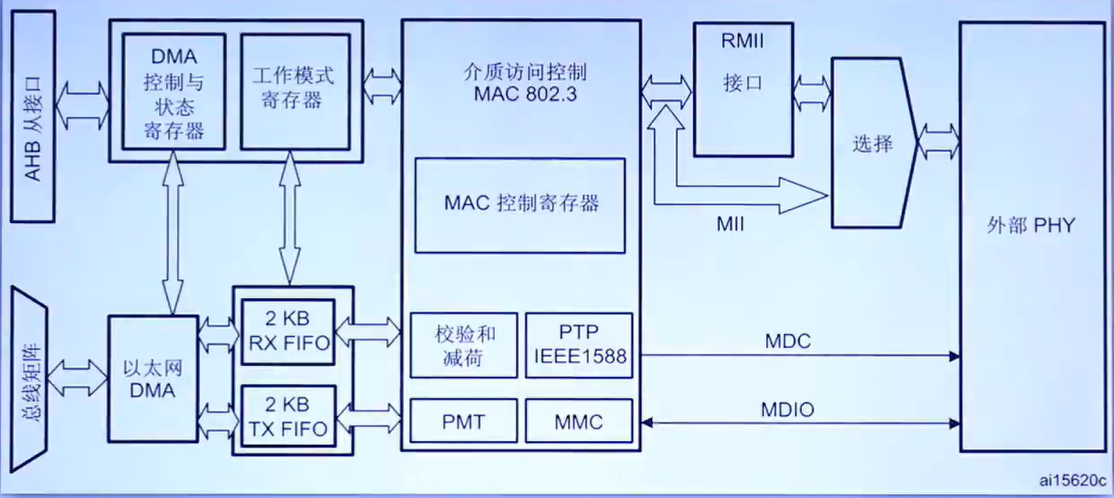 AHB 从接口
DMA
控制与
状态
寄存器
工作模式
寄存器
介质访问控制
MAC 802.3
RMII
接口
选择
外部 PHY
MAC 控制寄存器
MII
总线矩阵
以太网
DMA
2 KB
RX FIFO
2 KB
TX FIFO
校验和
减荷
PTP
IEEE1588
PMT
MMC
MDC
MDIO
ai15620c